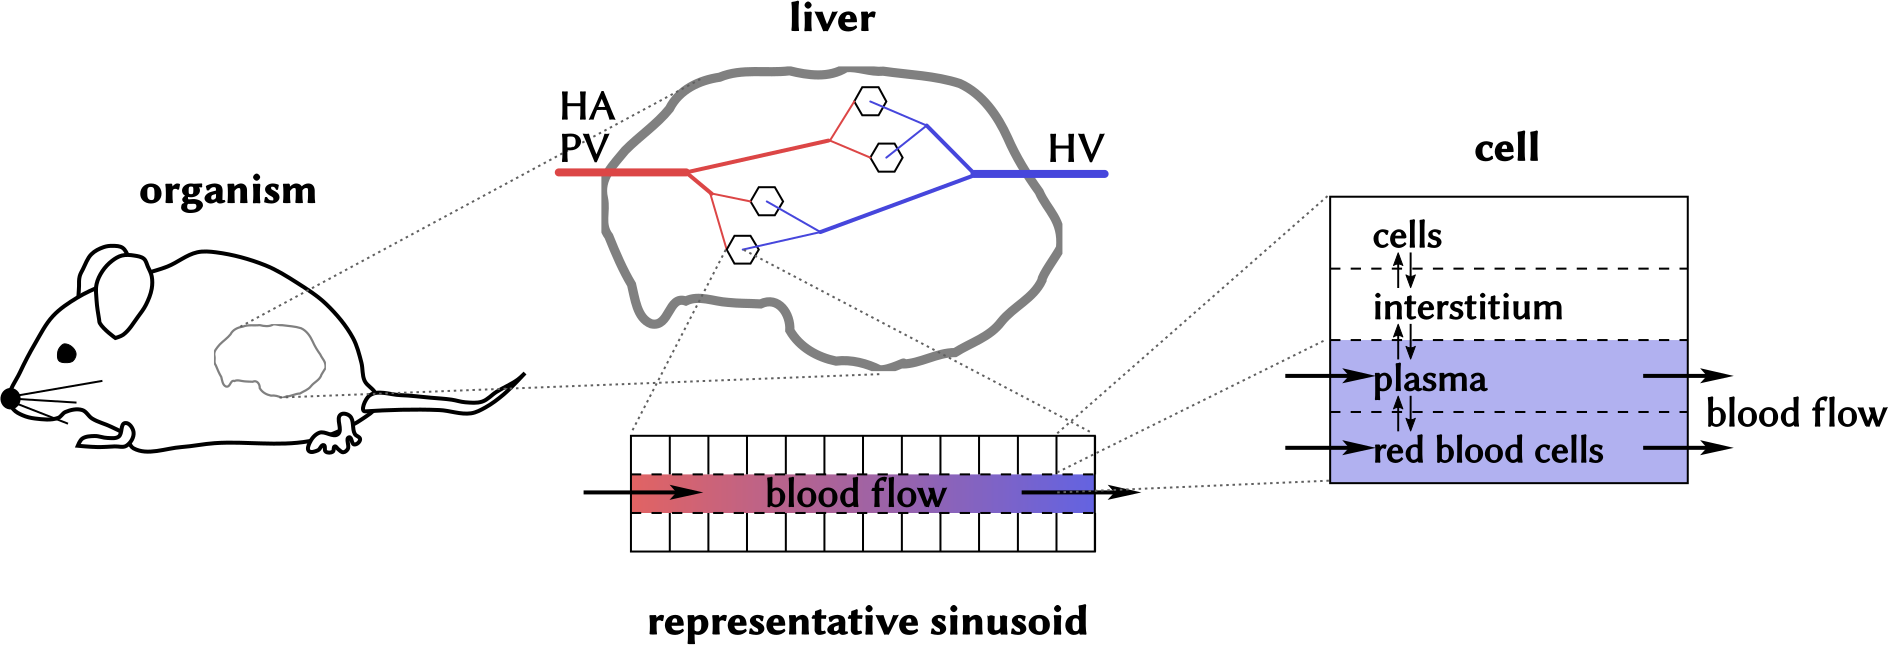 organism
liver
HA
PV
HV
blood flow
representative sinusoid
cell
cells
interstitium
plasma
red blood cells
blood flow